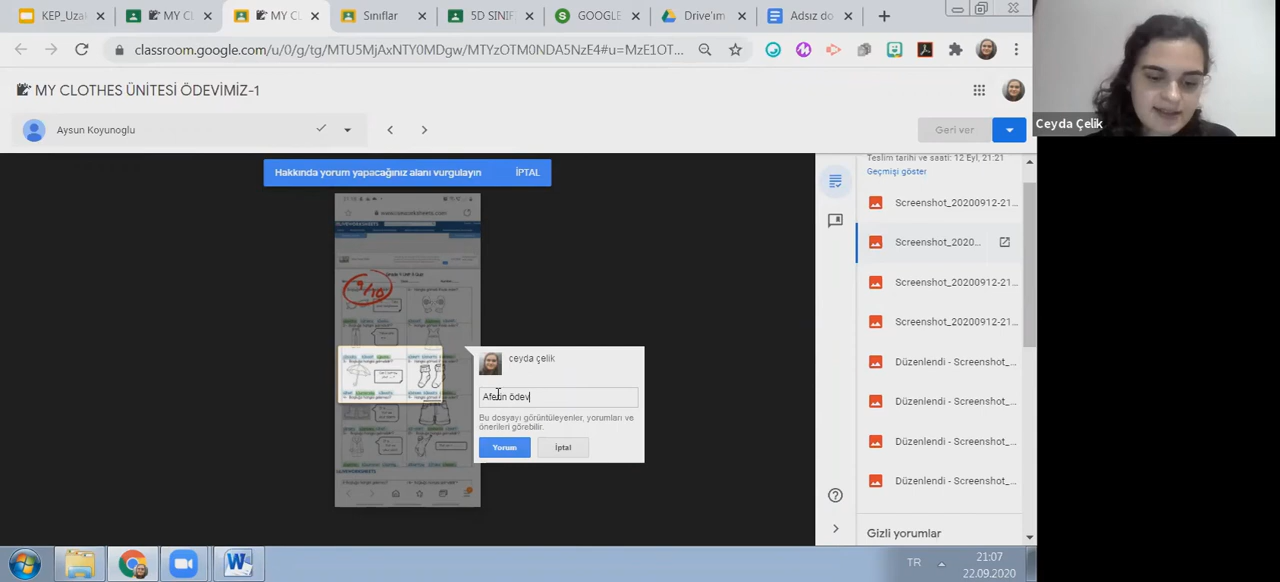 KEP_Uzak
MY CL
MY CL
Sınıflar
5D SINIF
GOOGLE
Drive'ım
Adsız do
classroom.google.com/u/0/g/tg/MTU5MjAxNTY0MDgw/MTYzOTM0NDA5NzE4#u=MzE1OT...
MY CLOTHES ÜNİTESİ ÖDEVİMİZ-1
Ceyda Çelik
Aysun Koyunoglu
Geri ver
Hakkında yorum yapacağınız alanı vurgulayın
İPTAL
Teslim tarihi ve saati: 12 Eyl, 21:21
Geçmişi göster
Screenshot_20200912-21...
Screenshot_2020...
Screenshot_20200912-21...
Screenshot_20200912-21...
Düzenlendi - Screenshot_...
Düzenlendi - Screenshot_...
Düzenlendi - Screenshot_...
Düzenlendi - Screenshot_...
9/10
ceyda çelik
Aferin ödev
Bu dosyayı görüntüleyenler, yorumları ve
önerileri görebilir.
Yorum
İptal
Gizli yorumlar
TR
21:07
22.09.2020